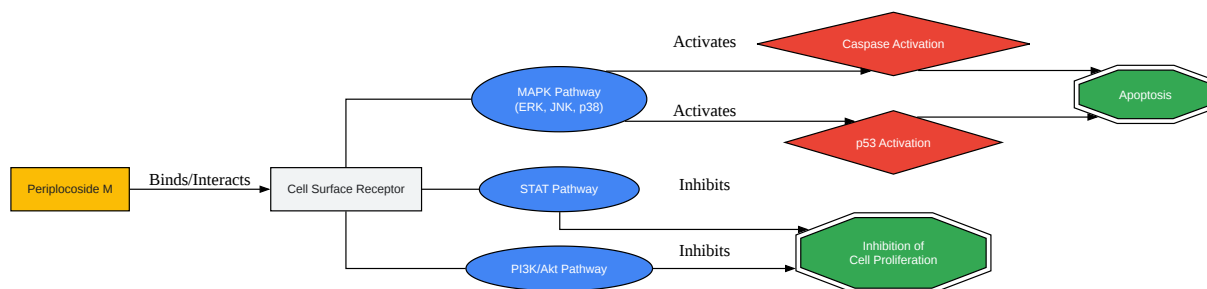 Activates
Caspase Activation
MAPK Pathway
(ERK, JNK, p38)
Apoptosis
Activates
p53 Activation
Periplocoside M
Binds/Interacts
Cell Surface Receptor
STAT Pathway
Inhibits
Inhibition of
Cell Proliferation
Inhibits
PI3K/Akt Pathway